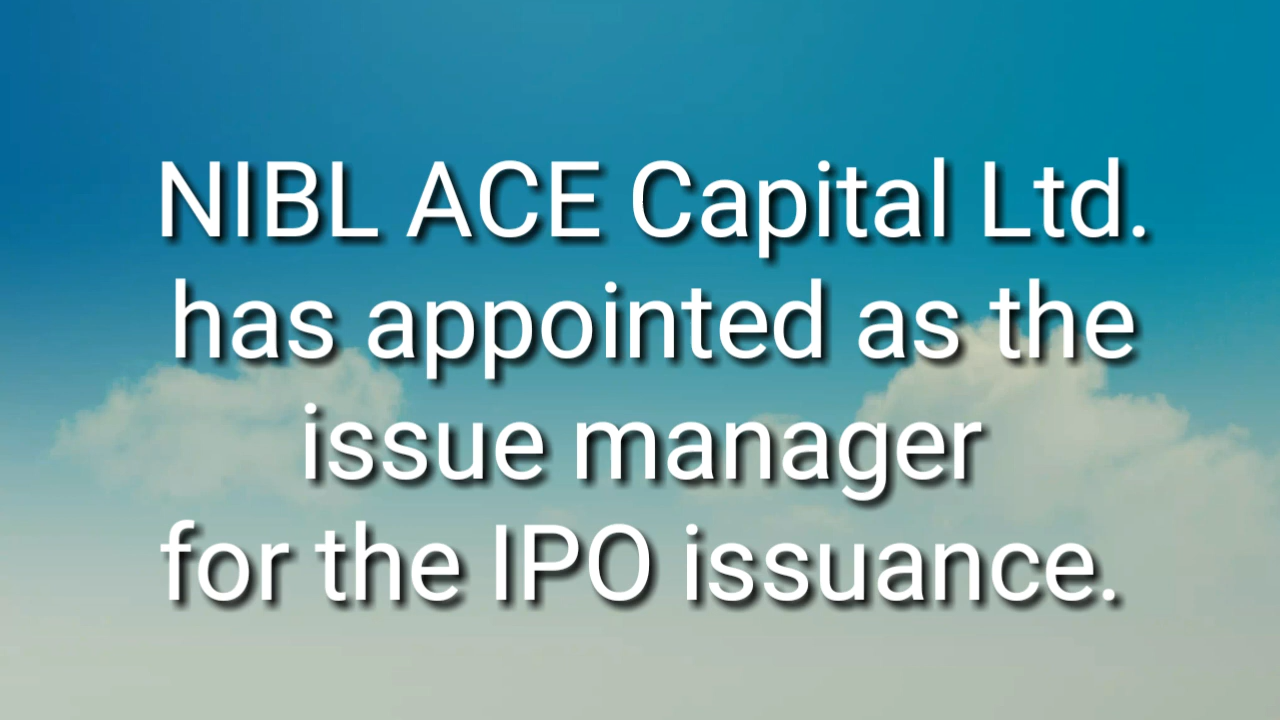 NIBL ACE Capital Ltd.
has appointed as the
issue manager
for the IPO issuance.